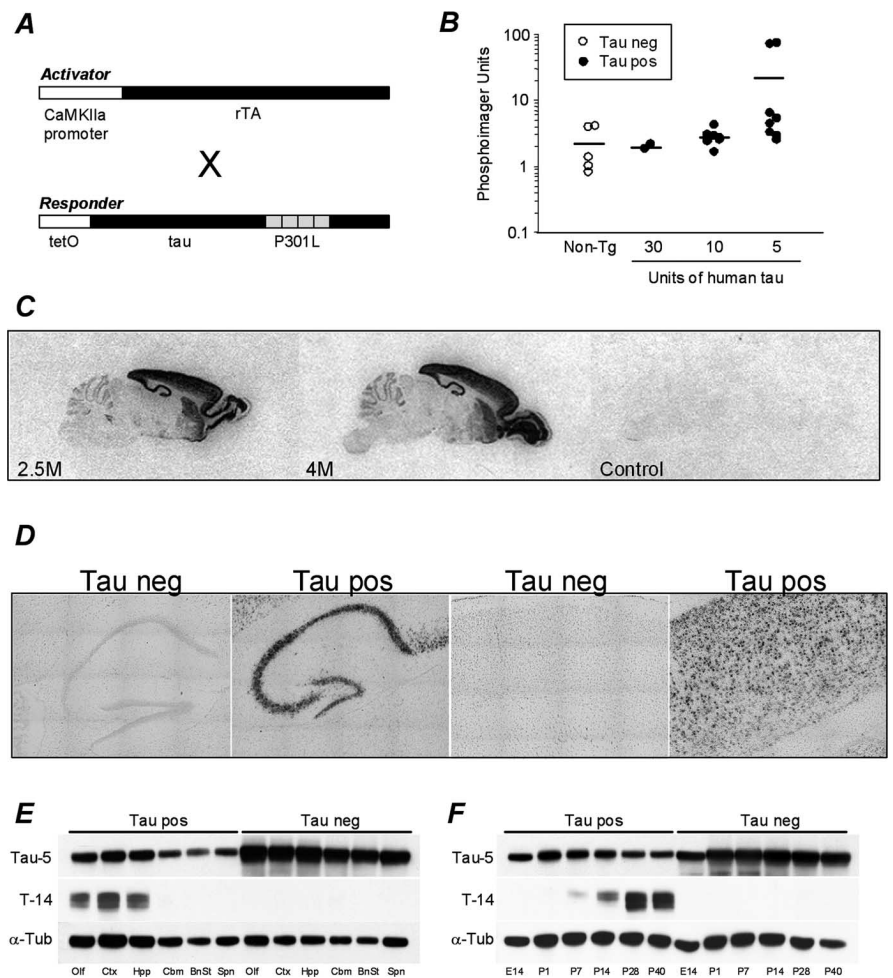 A
Activator
CaMKIIa
promoter
rTA
X
Responder
tetO tau P301L
B
Phosphoimager Units
100
10
1
0.1
Tau neg
Tau pos
Non-Tg 30 10 5
Units of human tau
C
2.5M 4M Control
D
Tau neg Tau pos Tau neg Tau pos
E
Tau pos Tau neg
Tau-5
T-14
α-Tub
Olf Ctx Hpp Cbm BnSt Spn Olf Ctx Hpp Cbm BnSt Spn
F
Tau pos Tau neg
Tau-5
T-14
α-Tub
E14 P1 P7 P14 P28 P40 E14 P1 P7 P14 P28 P40